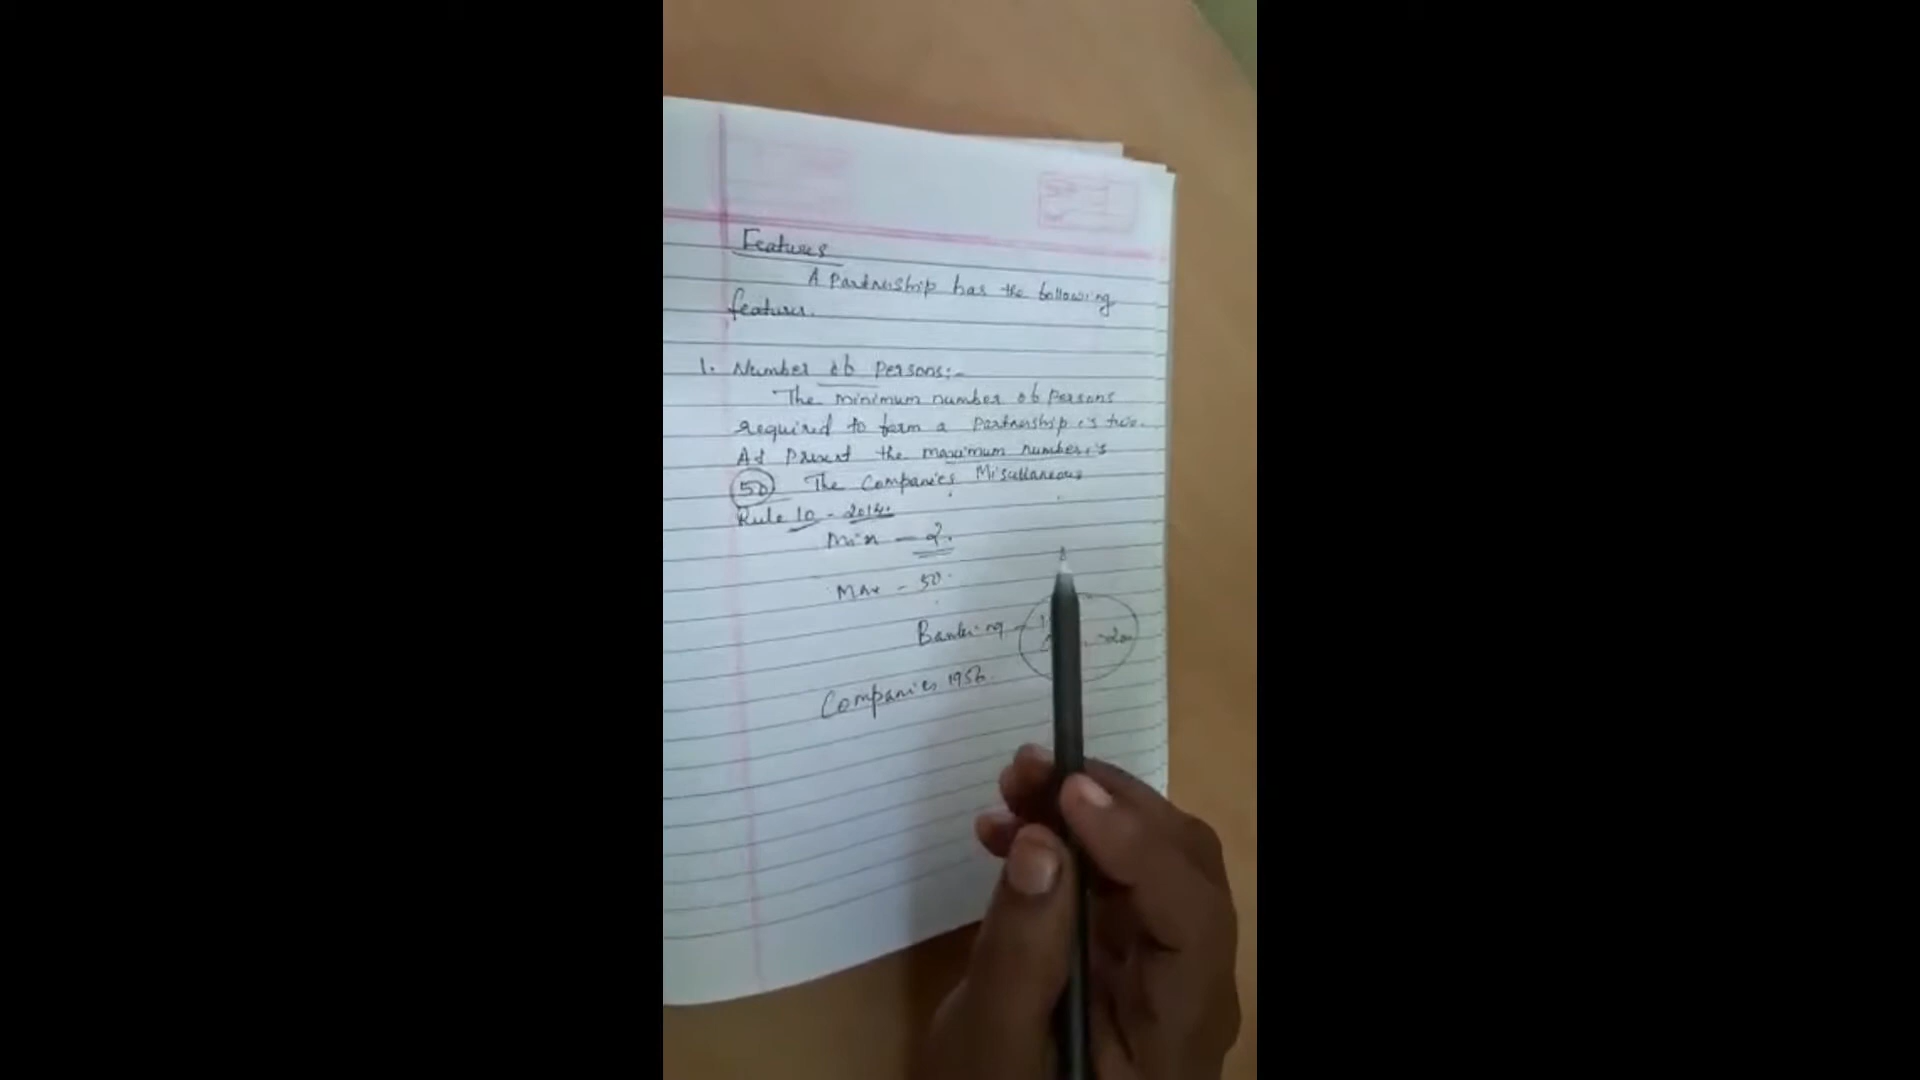 Features
A Partnership has the following
features.
1. Number of Persons:-
The minimum number of persons
required to form a partnership is two.
At Present the maximum number is
50 The Companies Miscellaneous
Rule 10 - 2014.
Min - 2.
Max - 50.
Banking -
Companies 1956.